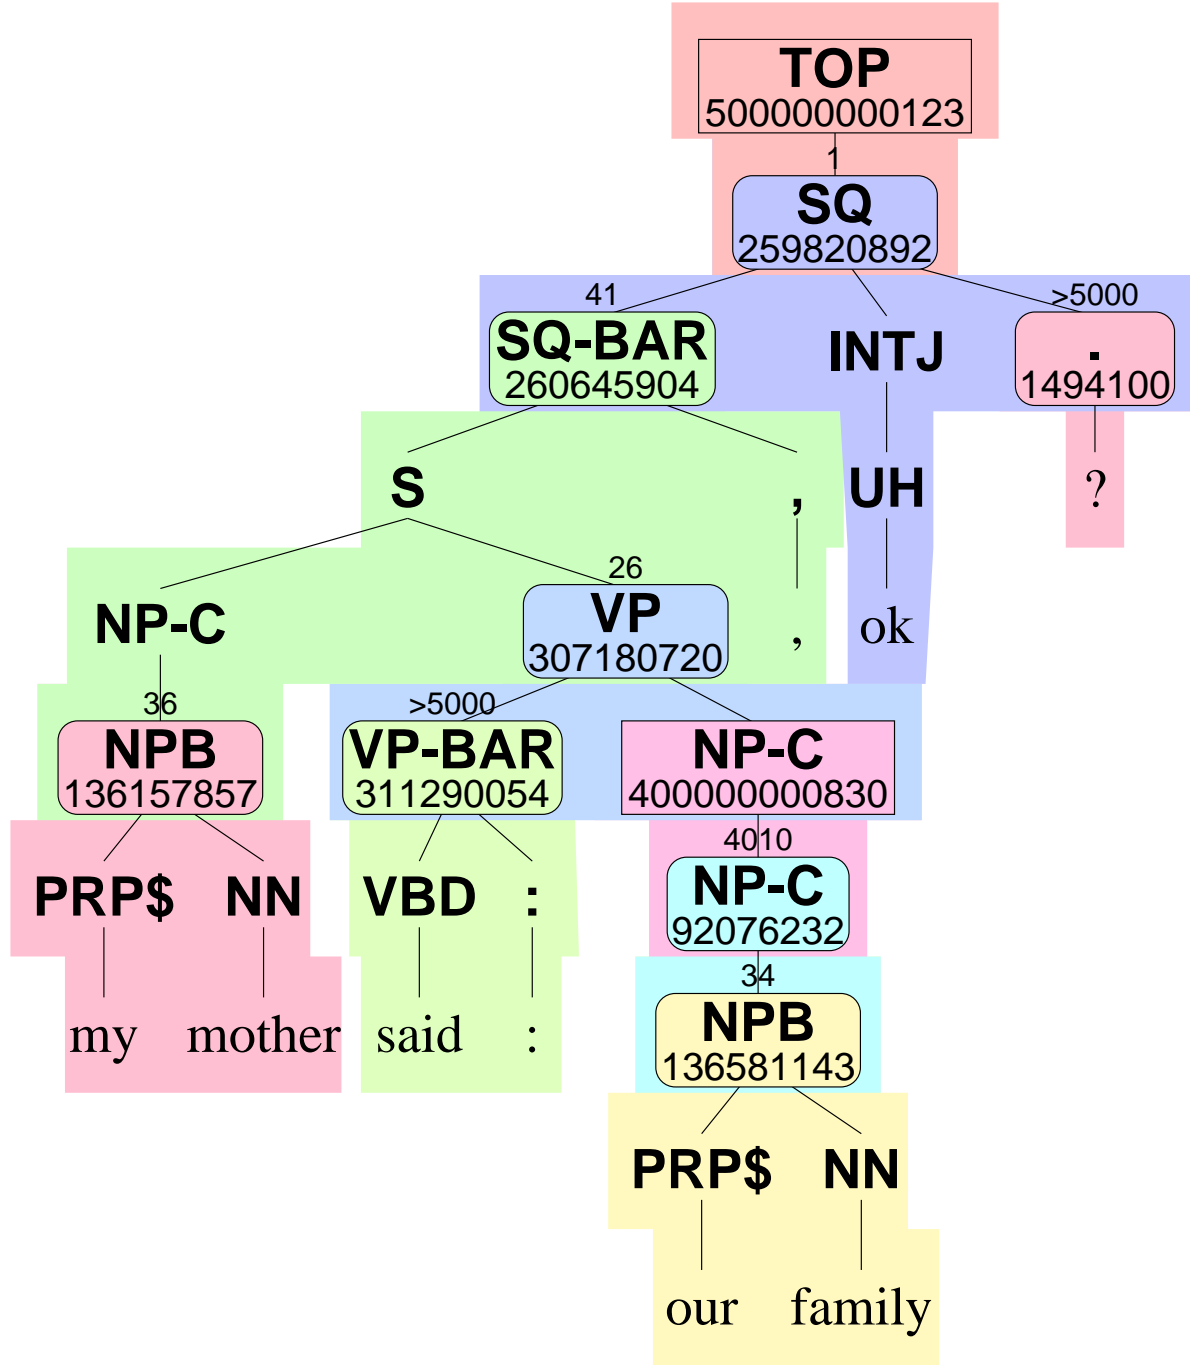 TOP
500000000123
1
SQ
259820892
41 >5000
SQ-BAR INTJ .
260645904 1494100
S , UH ?
26
NP-C VP , ok
307180720
36 >5000
NPB VP-BAR NP-C
136157857 311290054 400000000830
4010
PRP$ NN VBD : NP-C
92076232
34
my mother said : NPB
136581143
PRP$ NN
our family